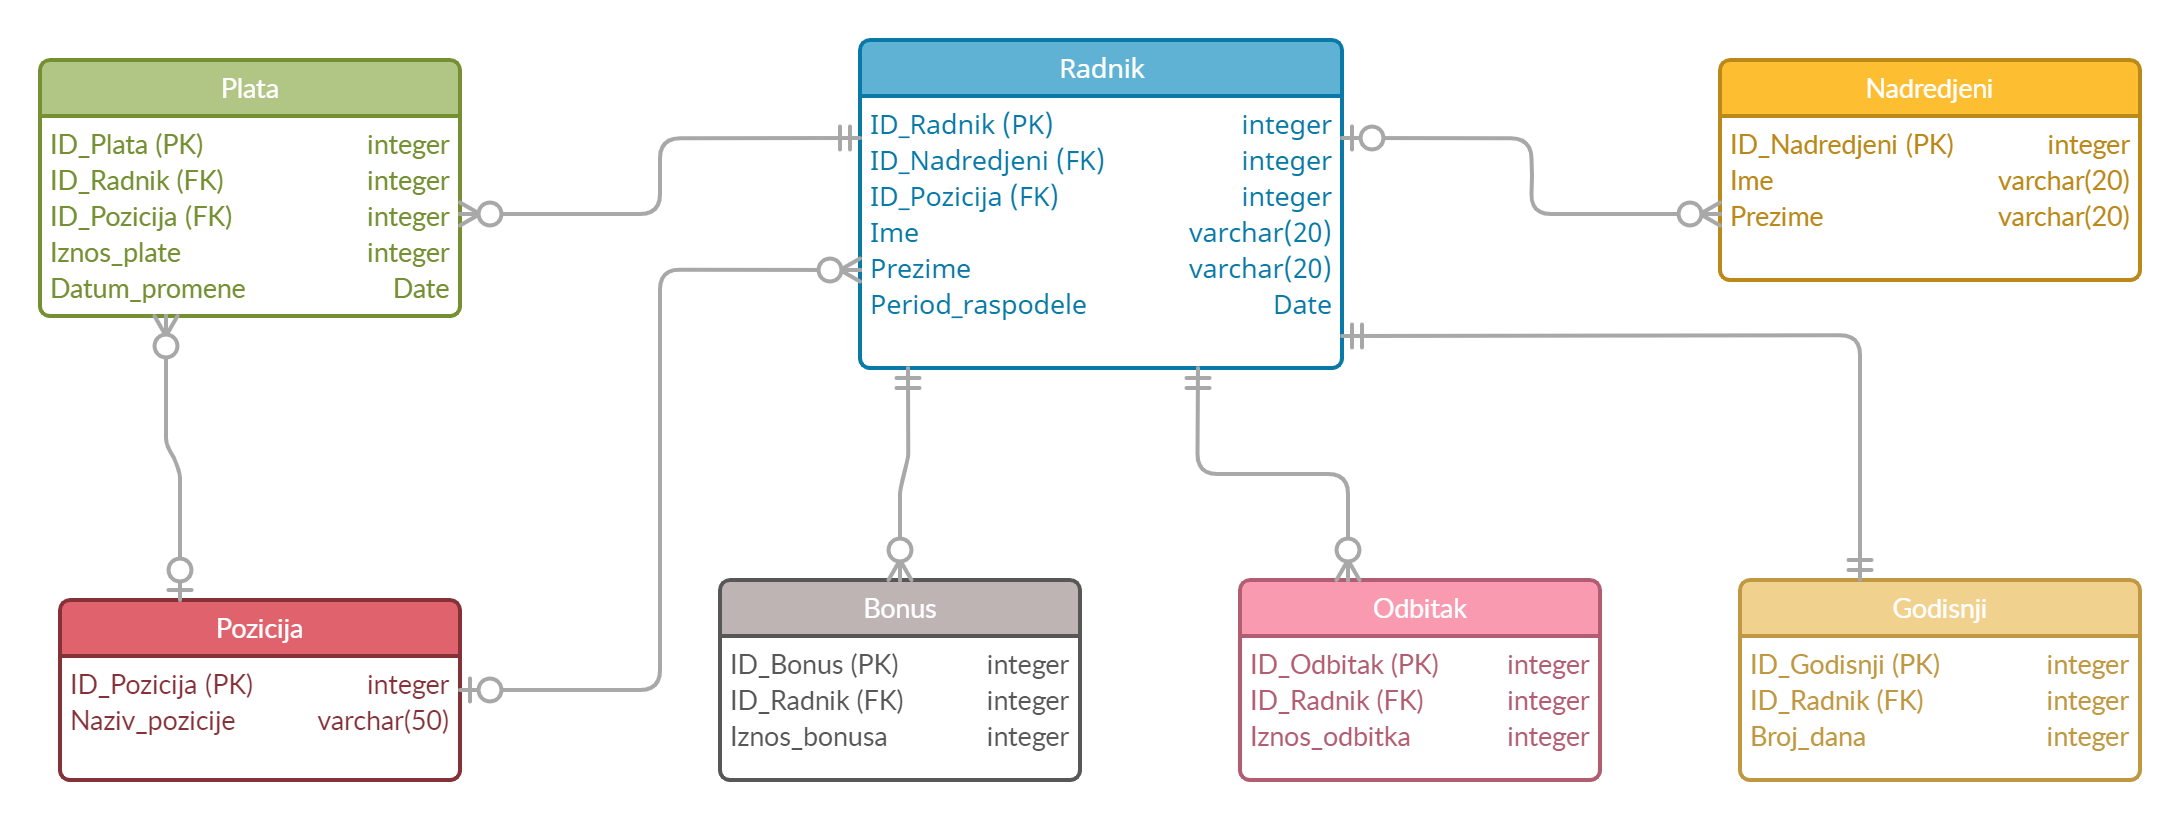 Plata
ID_Plata (PK) integer
ID_Radnik (FK) integer
ID_Pozicija (FK) integer
Iznos_plate integer
Datum_promene Date
Radnik
ID_Radnik (PK) integer
ID_Nadredjeni (FK) integer
ID_Pozicija (FK) integer
Ime varchar(20)
Prezime varchar(20)
Period_raspodele Date
Nadredjeni
ID_Nadredjeni (PK) integer
Ime varchar(20)
Prezime varchar(20)
Pozicija
ID_Pozicija (PK) integer
Naziv_pozicije varchar(50)
Bonus
ID_Bonus (PK) integer
ID_Radnik (FK) integer
Iznos_bonusa integer
Odbitak
ID_Odbitak (PK) integer
ID_Radnik (FK) integer
Iznos_odbitka integer
Godisnji
ID_Godisnji (PK) integer
ID_Radnik (FK) integer
Broj_dana integer